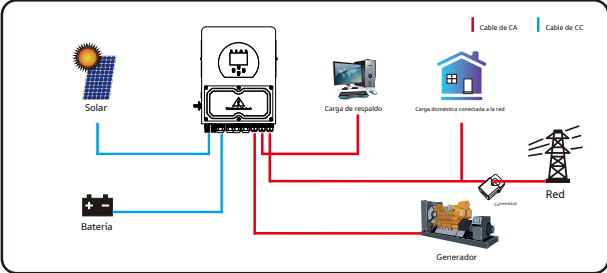 Cable de CA
Cable de CC
Solar
Carga de respaldo
Carga doméstica conectada a la red
Red
Batería
Generador